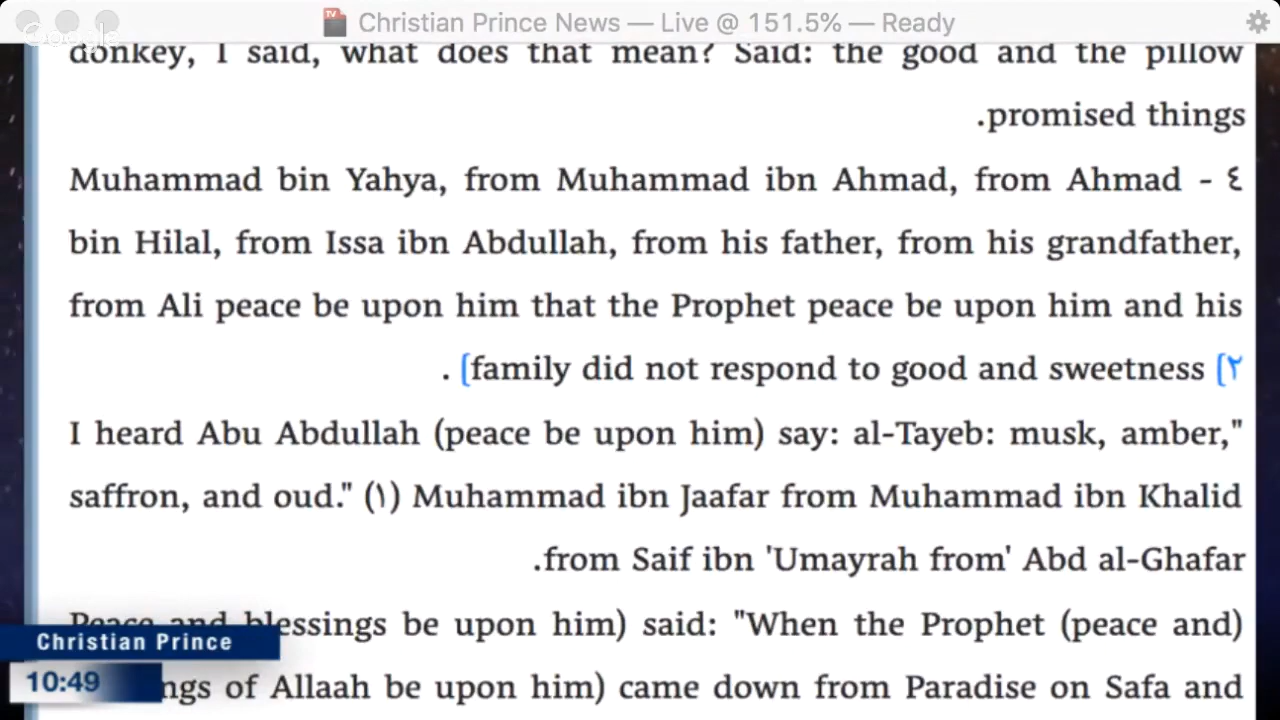 Christian Prince News — Live @ 151.5% — Ready
Google
donkey, I said, what does that mean? Said: the good and the pillow
.promised things
Muhammad bin Yahya, from Muhammad ibn Ahmad, from Ahmad - ٤
bin Hilal, from Issa ibn Abdullah, from his father, from his grandfather,
from Ali peace be upon him that the Prophet peace be upon him and his
. [family did not respond to good and sweetness [٢
I heard Abu Abdullah (peace be upon him) say: al-Tayeb: musk, amber,"
saffron, and oud." (١) Muhammad ibn Jaafar from Muhammad ibn Khalid
.from Saif ibn 'Umayrah from' Abd al-Ghafar
Peace and blessings be upon him) said: "When the Prophet (peace and)
ngs of Allaah be upon him) came down from Paradise on Safa and
Christian Prince
10:49